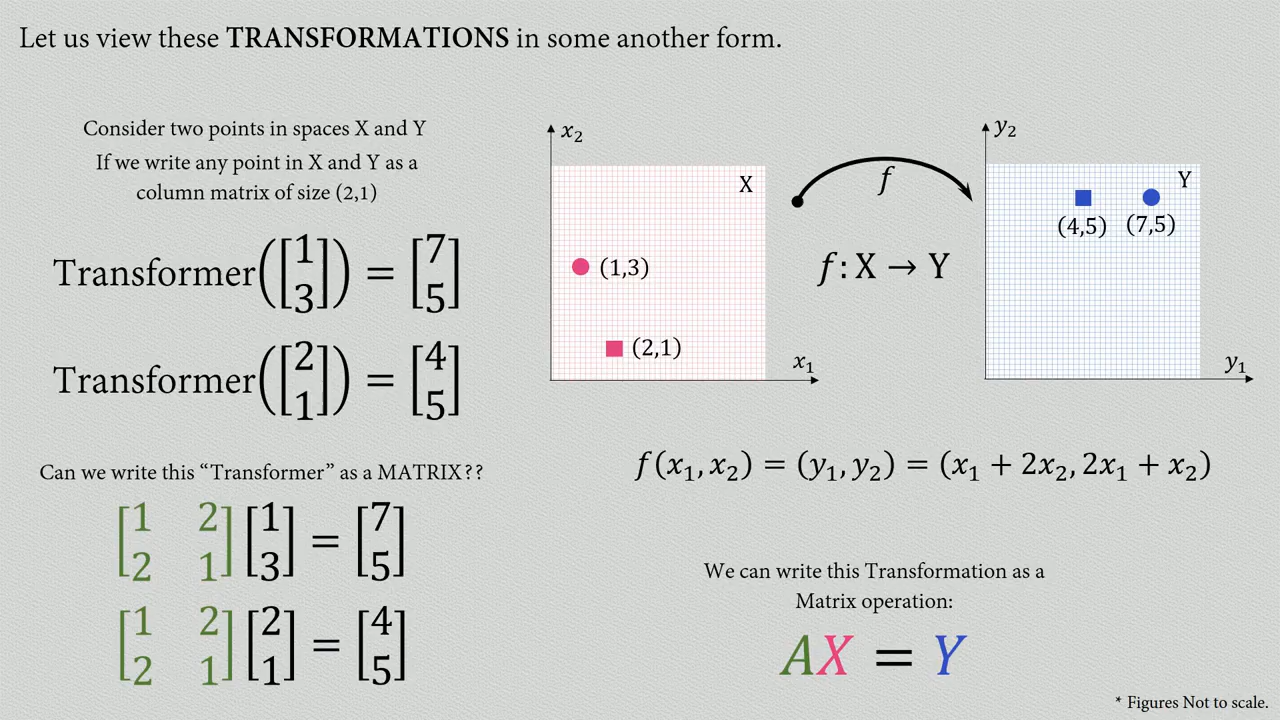 Let us view these TRANSFORMATIONS in some another form.
Consider two points in spaces X and Y
If we write any point in X and Y as a
column matrix of size (2,1)
Transformer([1 3]) = [7 5]
Transformer([2 1]) = [4 5]
Can we write this “Transformer” as a MATRIX??
[1 2
2 1] [1 3] = [7 5]
[1 2
2 1] [2 1] = [4 5]
x₂
X
(1,3)
(2,1)
x₁
f
f: X → Y
y₂
Y
(4,5) (7,5)
y₁
f(x₁, x₂) = (y₁, y₂) = (x₁ + 2x₂, 2x₁ + x₂)
We can write this Transformation as a
Matrix operation:
AX = Y
* Figures Not to scale.